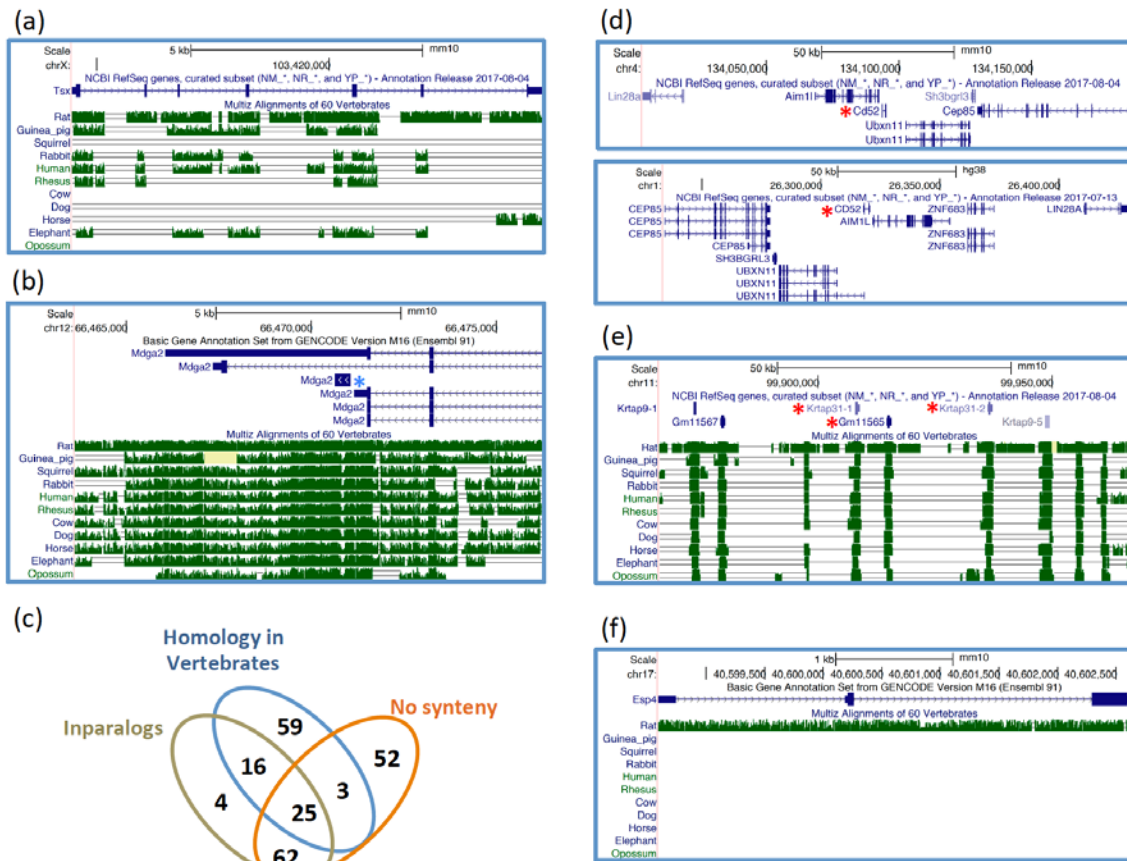 (a)
Scale 5 kb mm10
chrX: 103,420,000
NCBI RefSeq genes, curated subset (NM_*, NR_*, and YP_*) - Annotation Release 2017-08-04
Tsx
Multiz Alignments of 60 Vertebrates
Rat
Guinea_pig
Squirrel
Rabbit
Human
Rhesus
Cow
Dog
Horse
Elephant
Opossum
(b)
Scale 5 kb mm10
chr12: 66,465,000 66,470,000 66,475,000
Basic Gene Annotation Set from GENCODE Version M16 (Ensembl 91)
Mdga2
Mdga2
Mdga2 *
Mdga2
Mdga2
Mdga2
Multiz Alignments of 60 Vertebrates
Rat
Guinea_pig
Squirrel
Rabbit
Human
Rhesus
Cow
Dog
Horse
Elephant
Opossum
(c)
Homology in
Vertebrates
No synteny
Inparalogs
59
52
16
3
4
25
62
(d)
Scale 50 kb mm10
chr4: 134,050,000 134,100,000 134,150,000
NCBI RefSeq genes, curated subset (NM_*, NR_*, and YP_*) - Annotation Release 2017-08-04
Lin28a Aim1l Sh3bgrl3
* Cd52 Cep85
Ubxn11
Ubxn11
Scale 50 kb hg38
chr1: 26,300,000 26,350,000 26,400,000
NCBI RefSeq genes, curated subset (NM_*, NR_*, and YP_*) - Annotation Release 2017-07-13
CEP85 * CD52 ZNF683 LIN28A
CEP85 AIM1L ZNF683
CEP85 ZNF683
CEP85 ZNF683
SH3BGRL3
UBXN11
UBXN11
UBXN11
(e)
Scale 50 kb mm10
chr11: 99,900,000 99,950,000
NCBI RefSeq genes, curated subset (NM_*, NR_*, and YP_*) - Annotation Release 2017-08-04
Krtap9-1 * Krtap31-1 * Krtap31-2
Gm11567 * Gm11565 Krtap9-5
Multiz Alignments of 60 Vertebrates
Rat
Guinea_pig
Squirrel
Rabbit
Human
Rhesus
Cow
Dog
Horse
Elephant
Opossum
(f)
Scale 1 kb mm10
chr17: 40,599,500 40,600,000 40,600,500 40,601,000 40,601,500 40,602,000 40,602,500
Basic Gene Annotation Set from GENCODE Version M16 (Ensembl 91)
Esp4
Multiz Alignments of 60 Vertebrates
Rat
Guinea_pig
Squirrel
Rabbit
Human
Rhesus
Cow
Dog
Horse
Elephant
Opossum